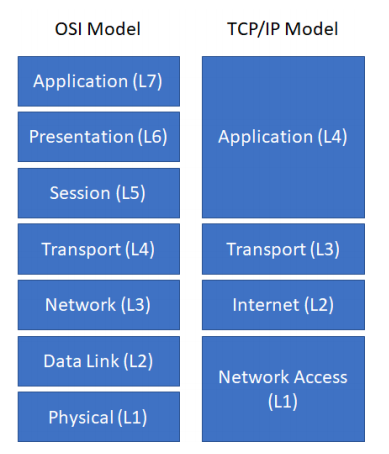 OSI Model
TCP/IP Model
Application (L7)
Presentation (L6)
Session (L5)
Transport (L4)
Network (L3)
Data Link (L2)
Physical (L1)
Application (L4)
Transport (L3)
Internet (L2)
Network Access
(L1)